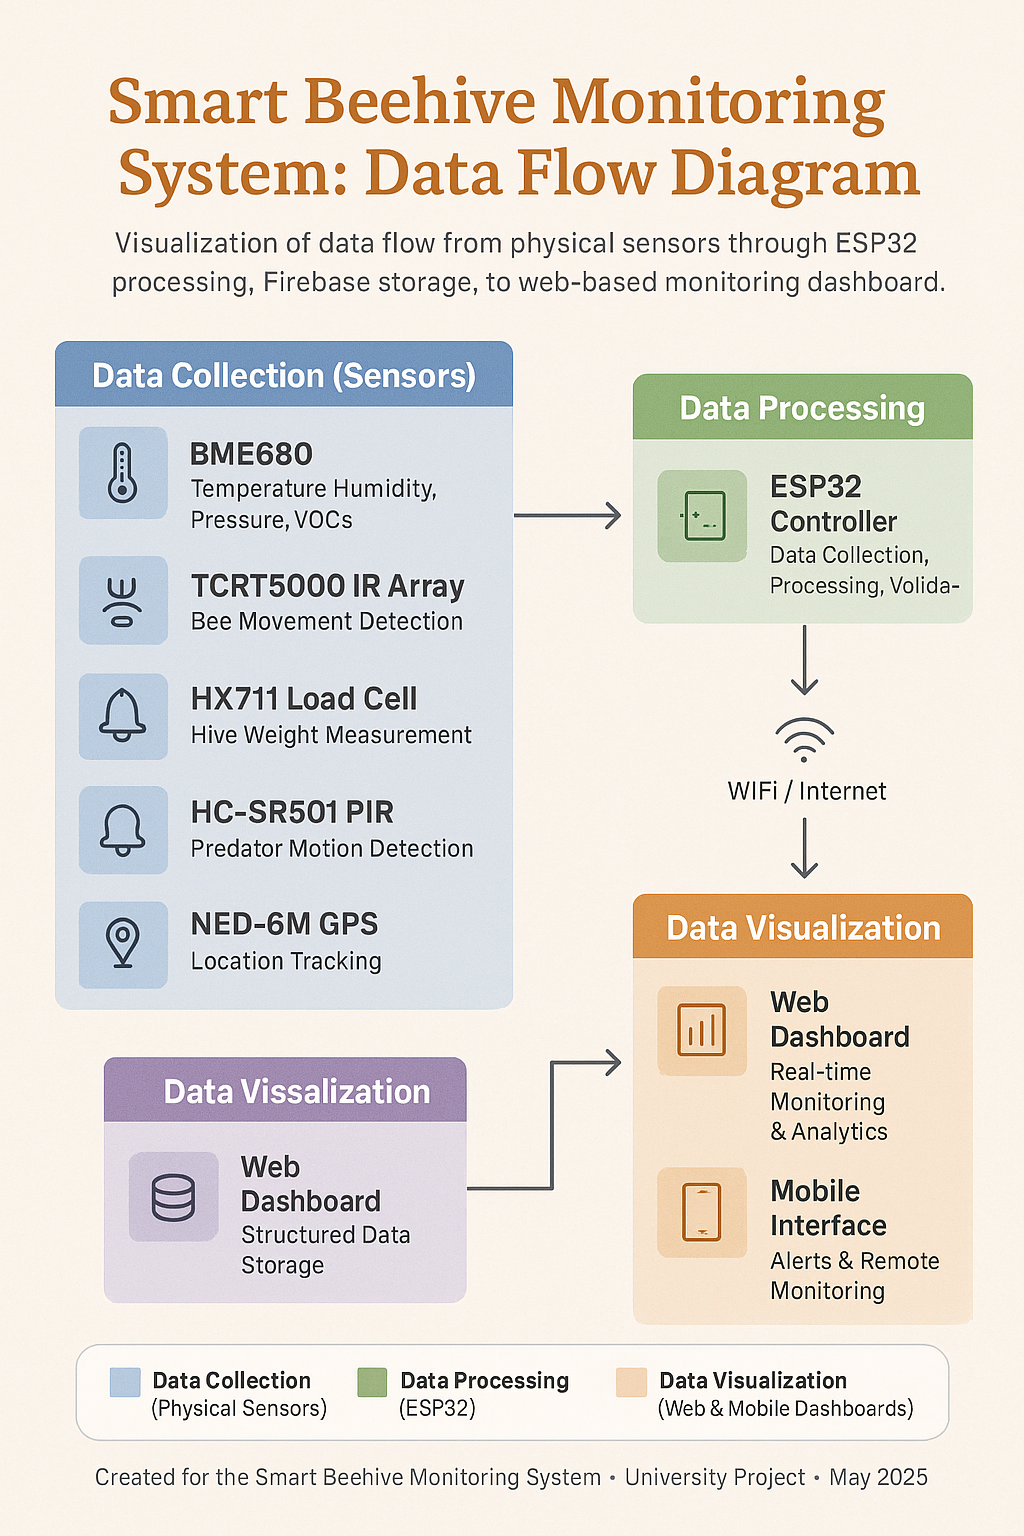 Smart Beehive Monitoring
System: Data Flow Diagram
Visualization of data flow from physical sensors through ESP32
processing, Firebase storage, to web-based monitoring dashboard.
Data Collection (Sensors)
BME680
Temperature Humidity,
Pressure, VOCs
TCRT5000 IR Array
Bee Movement Detection
HX711 Load Cell
Hive Weight Measurement
HC-SR501 PIR
Predator Motion Detection
NED-6M GPS
Location Tracking
Data Processing
ESP32
Controller
Data Collection,
Processing, Volida-
WIFi / Internet
Data Vissalization
Web
Dashboard
Structured Data
Storage
Data Visualization
Web
Dashboard
Real-time
Monitoring
& Analytics
Mobile
Interface
Alerts & Remote
Monitoring
Data Collection
(Physical Sensors)
Data Processing
(ESP32)
Data Visualization
(Web & Mobile Dashboards)
Created for the Smart Beehive Monitoring System • University Project • May 2025